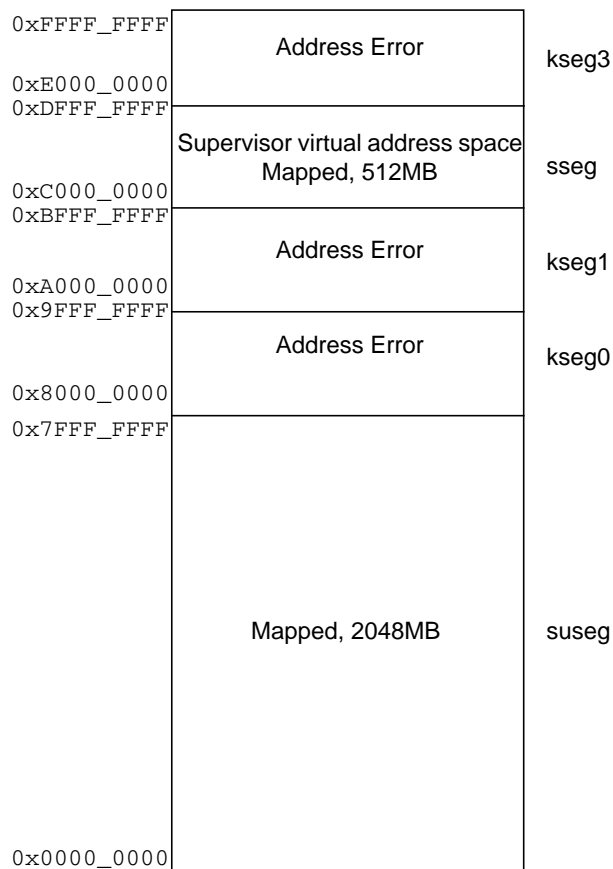 0xFFFF_FFFF
Address Error
kseg3
0xE000_0000
0xDFFF_FFFF
Supervisor virtual address space
Mapped, 512MB
sseg
0xC000_0000
0xBFFF_FFFF
Address Error
kseg1
0xA000_0000
0x9FFF_FFFF
Address Error
kseg0
0x8000_0000
0x7FFF_FFFF
Mapped, 2048MB
suseg
0x0000_0000